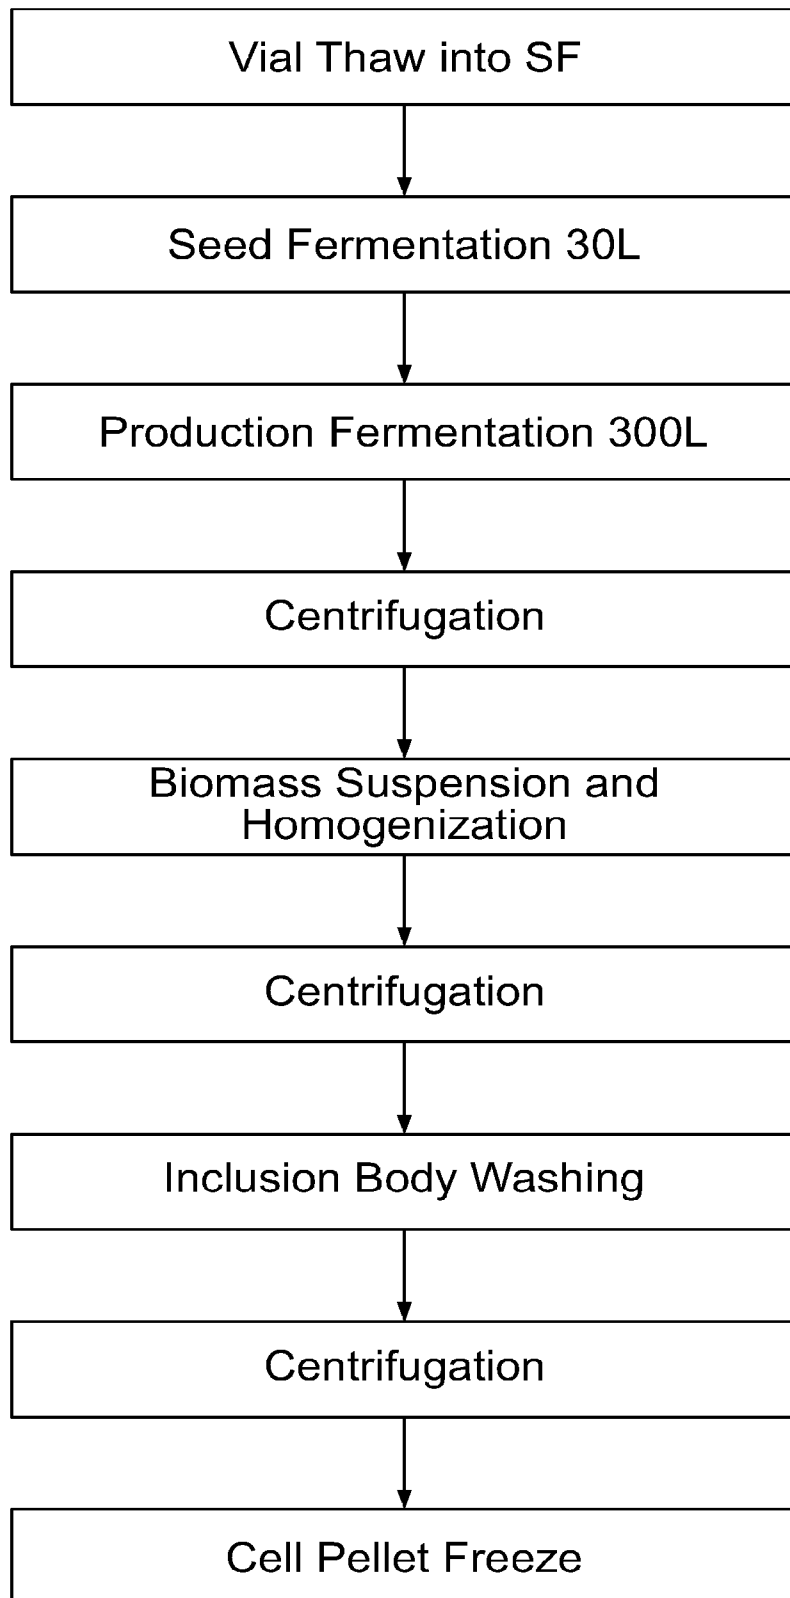 Vial Thaw into SF
Seed Fermentation 30L
Production Fermentation 300L
Centrifugation
Biomass Suspension and
Homogenization
Centrifugation
Inclusion Body Washing
Centrifugation
Cell Pellet Freeze